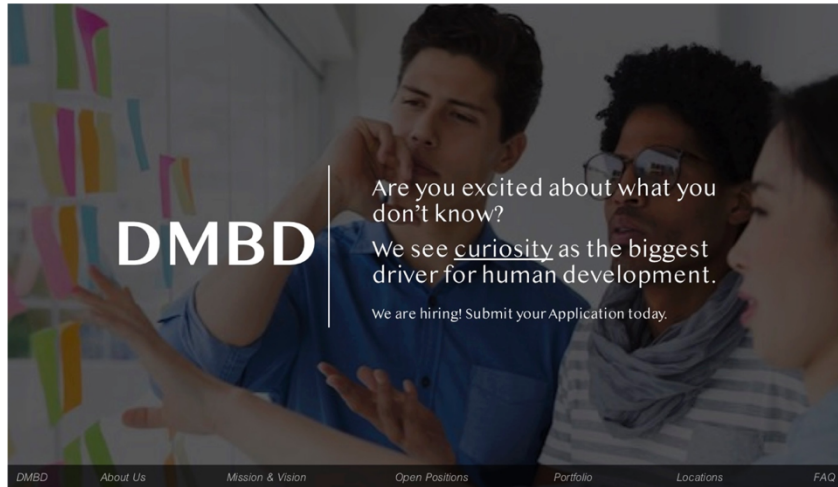 DMBD
Are you excited about what you
don't know?
We see curiosity as the biggest
driver for human development.
We are hiring! Submit your Application today.
DMBD About Us Mission & Vision Open Positions Portfolio Locations FAQ